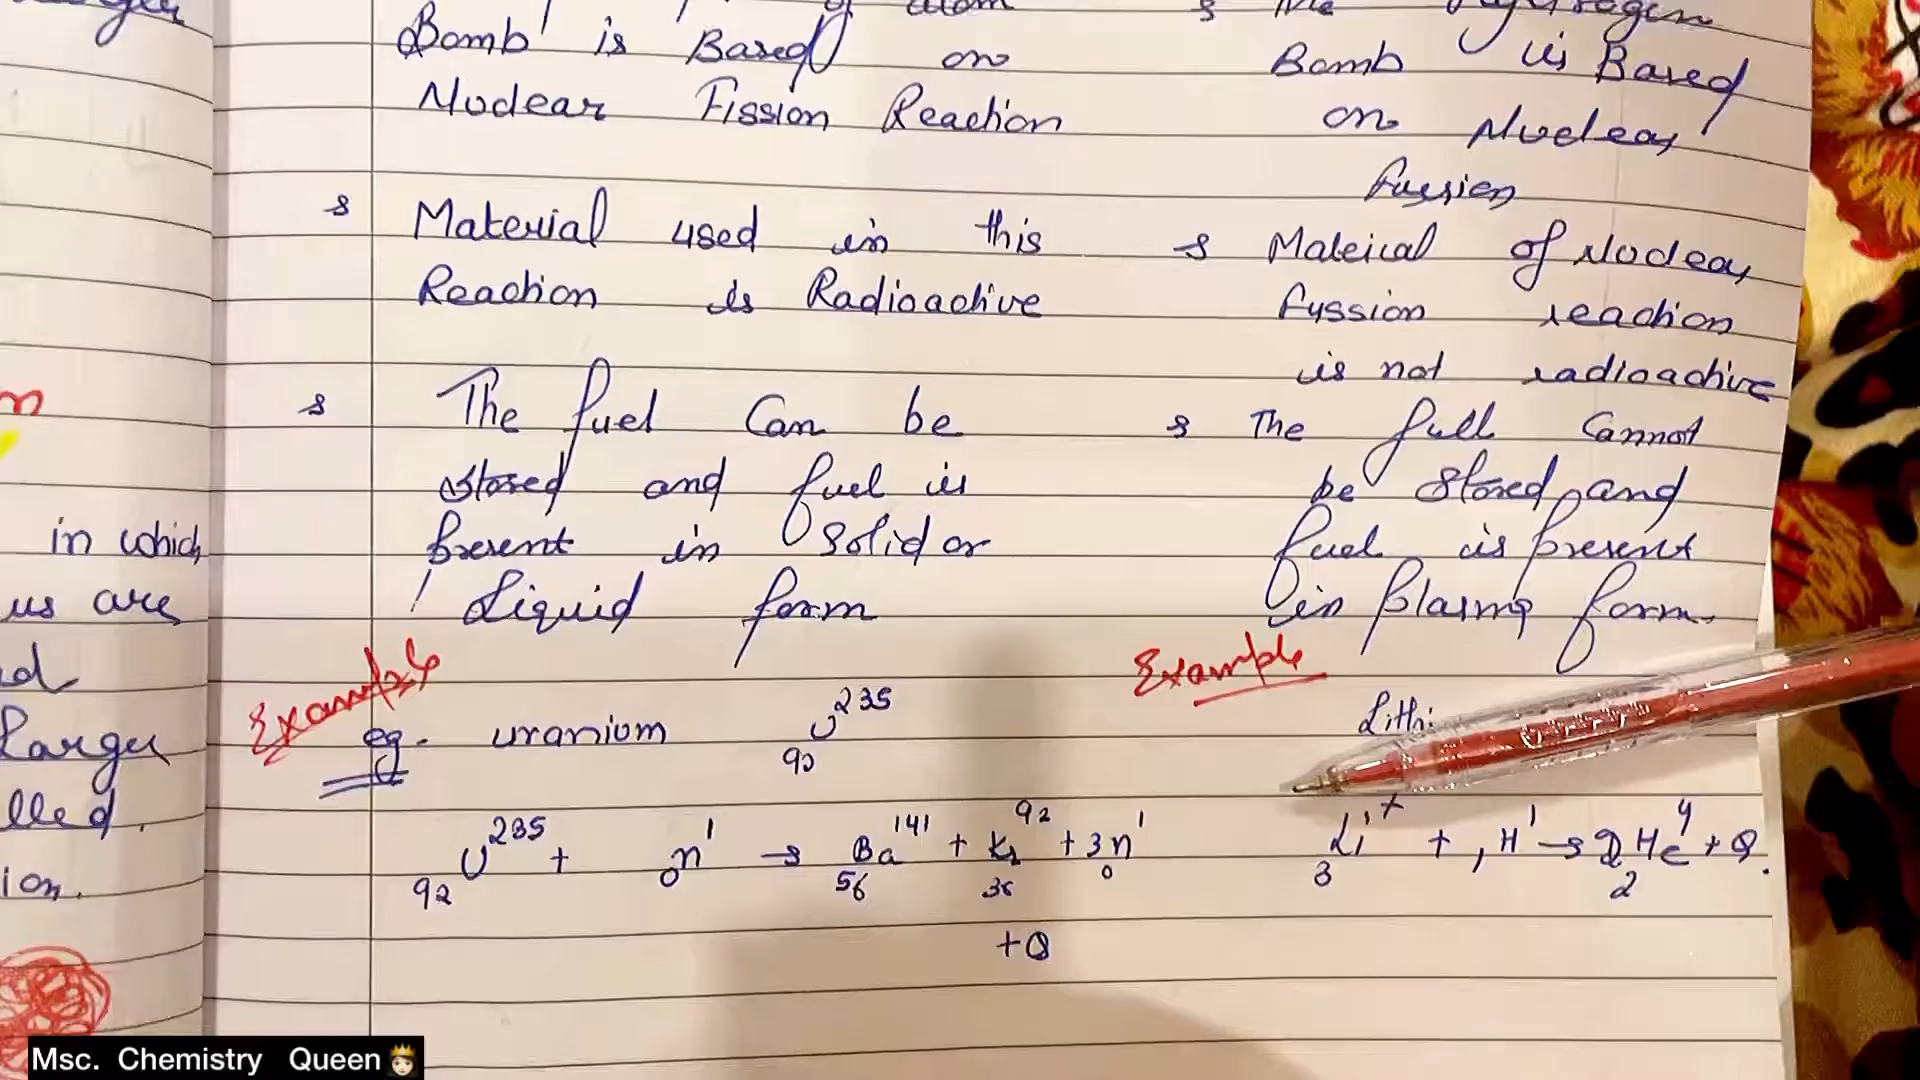 in which
us are
Larger
lled.
ion.
Bomb is Based on
Nuclear Fission Reaction
Material used in this
Reaction is Radioactive
The fuel Can be
stored and fuel is
present in Solid or
Liquid form
Example
eg. uranium 92U235
92U235 + 0n1 → 56Ba141 + 36Kr92 + 3 0n1
+Q
Hydrogen
Bomb is Based
on Nuclear
Material of Nuclear
fussion reaction
is not radioactive
The full Cannot
be stored and
fuel is present
in plasma form.
Example
Lithi
3Li7 + 1H1 → 2 2He4 + Q.
Msc. Chemistry Queen